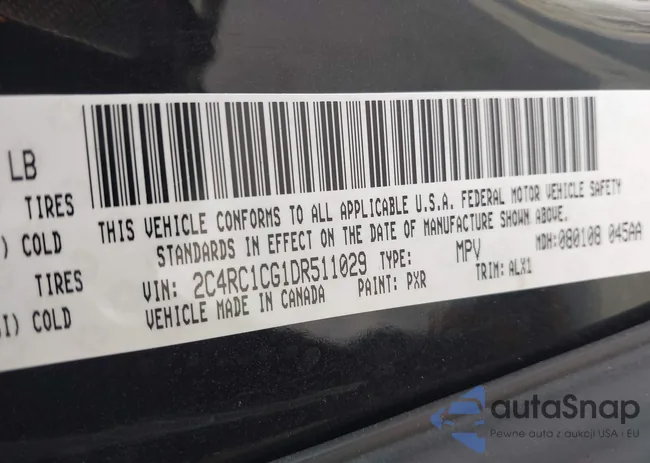 LB
TIRES
) COLD
TIRES
I) COLD
THIS VEHICLE CONFORMS TO ALL APPLICABLE U.S.A. FEDERAL MOTOR VEHICLE SAFETY
STANDARDS IN EFFECT ON THE DATE OF MANUFACTURE SHOWN ABOVE.
VIN: 2C4RC1CG1DR511029 TYPE: MPV MDH:080108 045AA
VEHICLE MADE IN CANADA PAINT: PXR TRIM: ALX1
autaSnap
Pewne auta z aukcji USA i EU